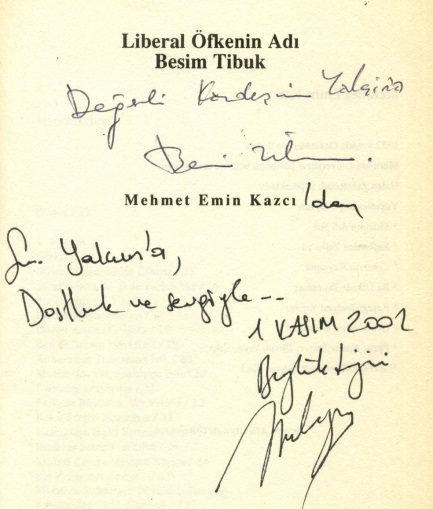 Liberal Öfkenin Adı
Besim Tibuk
Değerli Kardeşim Yalçın'a
Mehmet Emin Kazcı 'dan
Sn. Yalçın'a,
Dostluk ve sevgiyle --
1 KASIM 2002